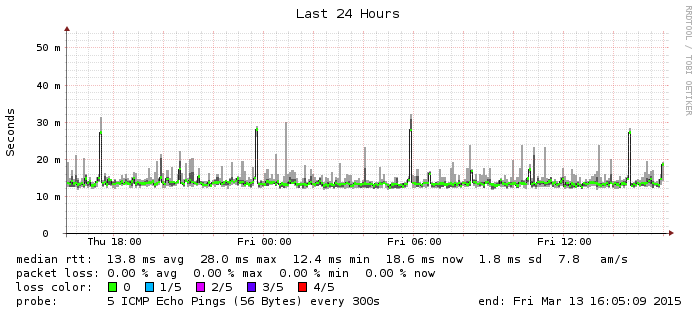 Last 24 Hours
RRDTOOL / TOBI OETIKER
Seconds
50 m
40 m
30 m
20 m
10 m
0
Thu 18:00 Fri 00:00 Fri 06:00 Fri 12:00
median rtt: 13.8 ms avg 28.0 ms max 12.4 ms min 18.6 ms now 1.8 ms sd 7.8 am/s
packet loss: 0.00 % avg 0.00 % max 0.00 % min 0.00 % now
loss color: 0 1/5 2/5 3/5 4/5
probe: 5 ICMP Echo Pings (56 Bytes) every 300s end: Fri Mar 13 16:05:09 2015